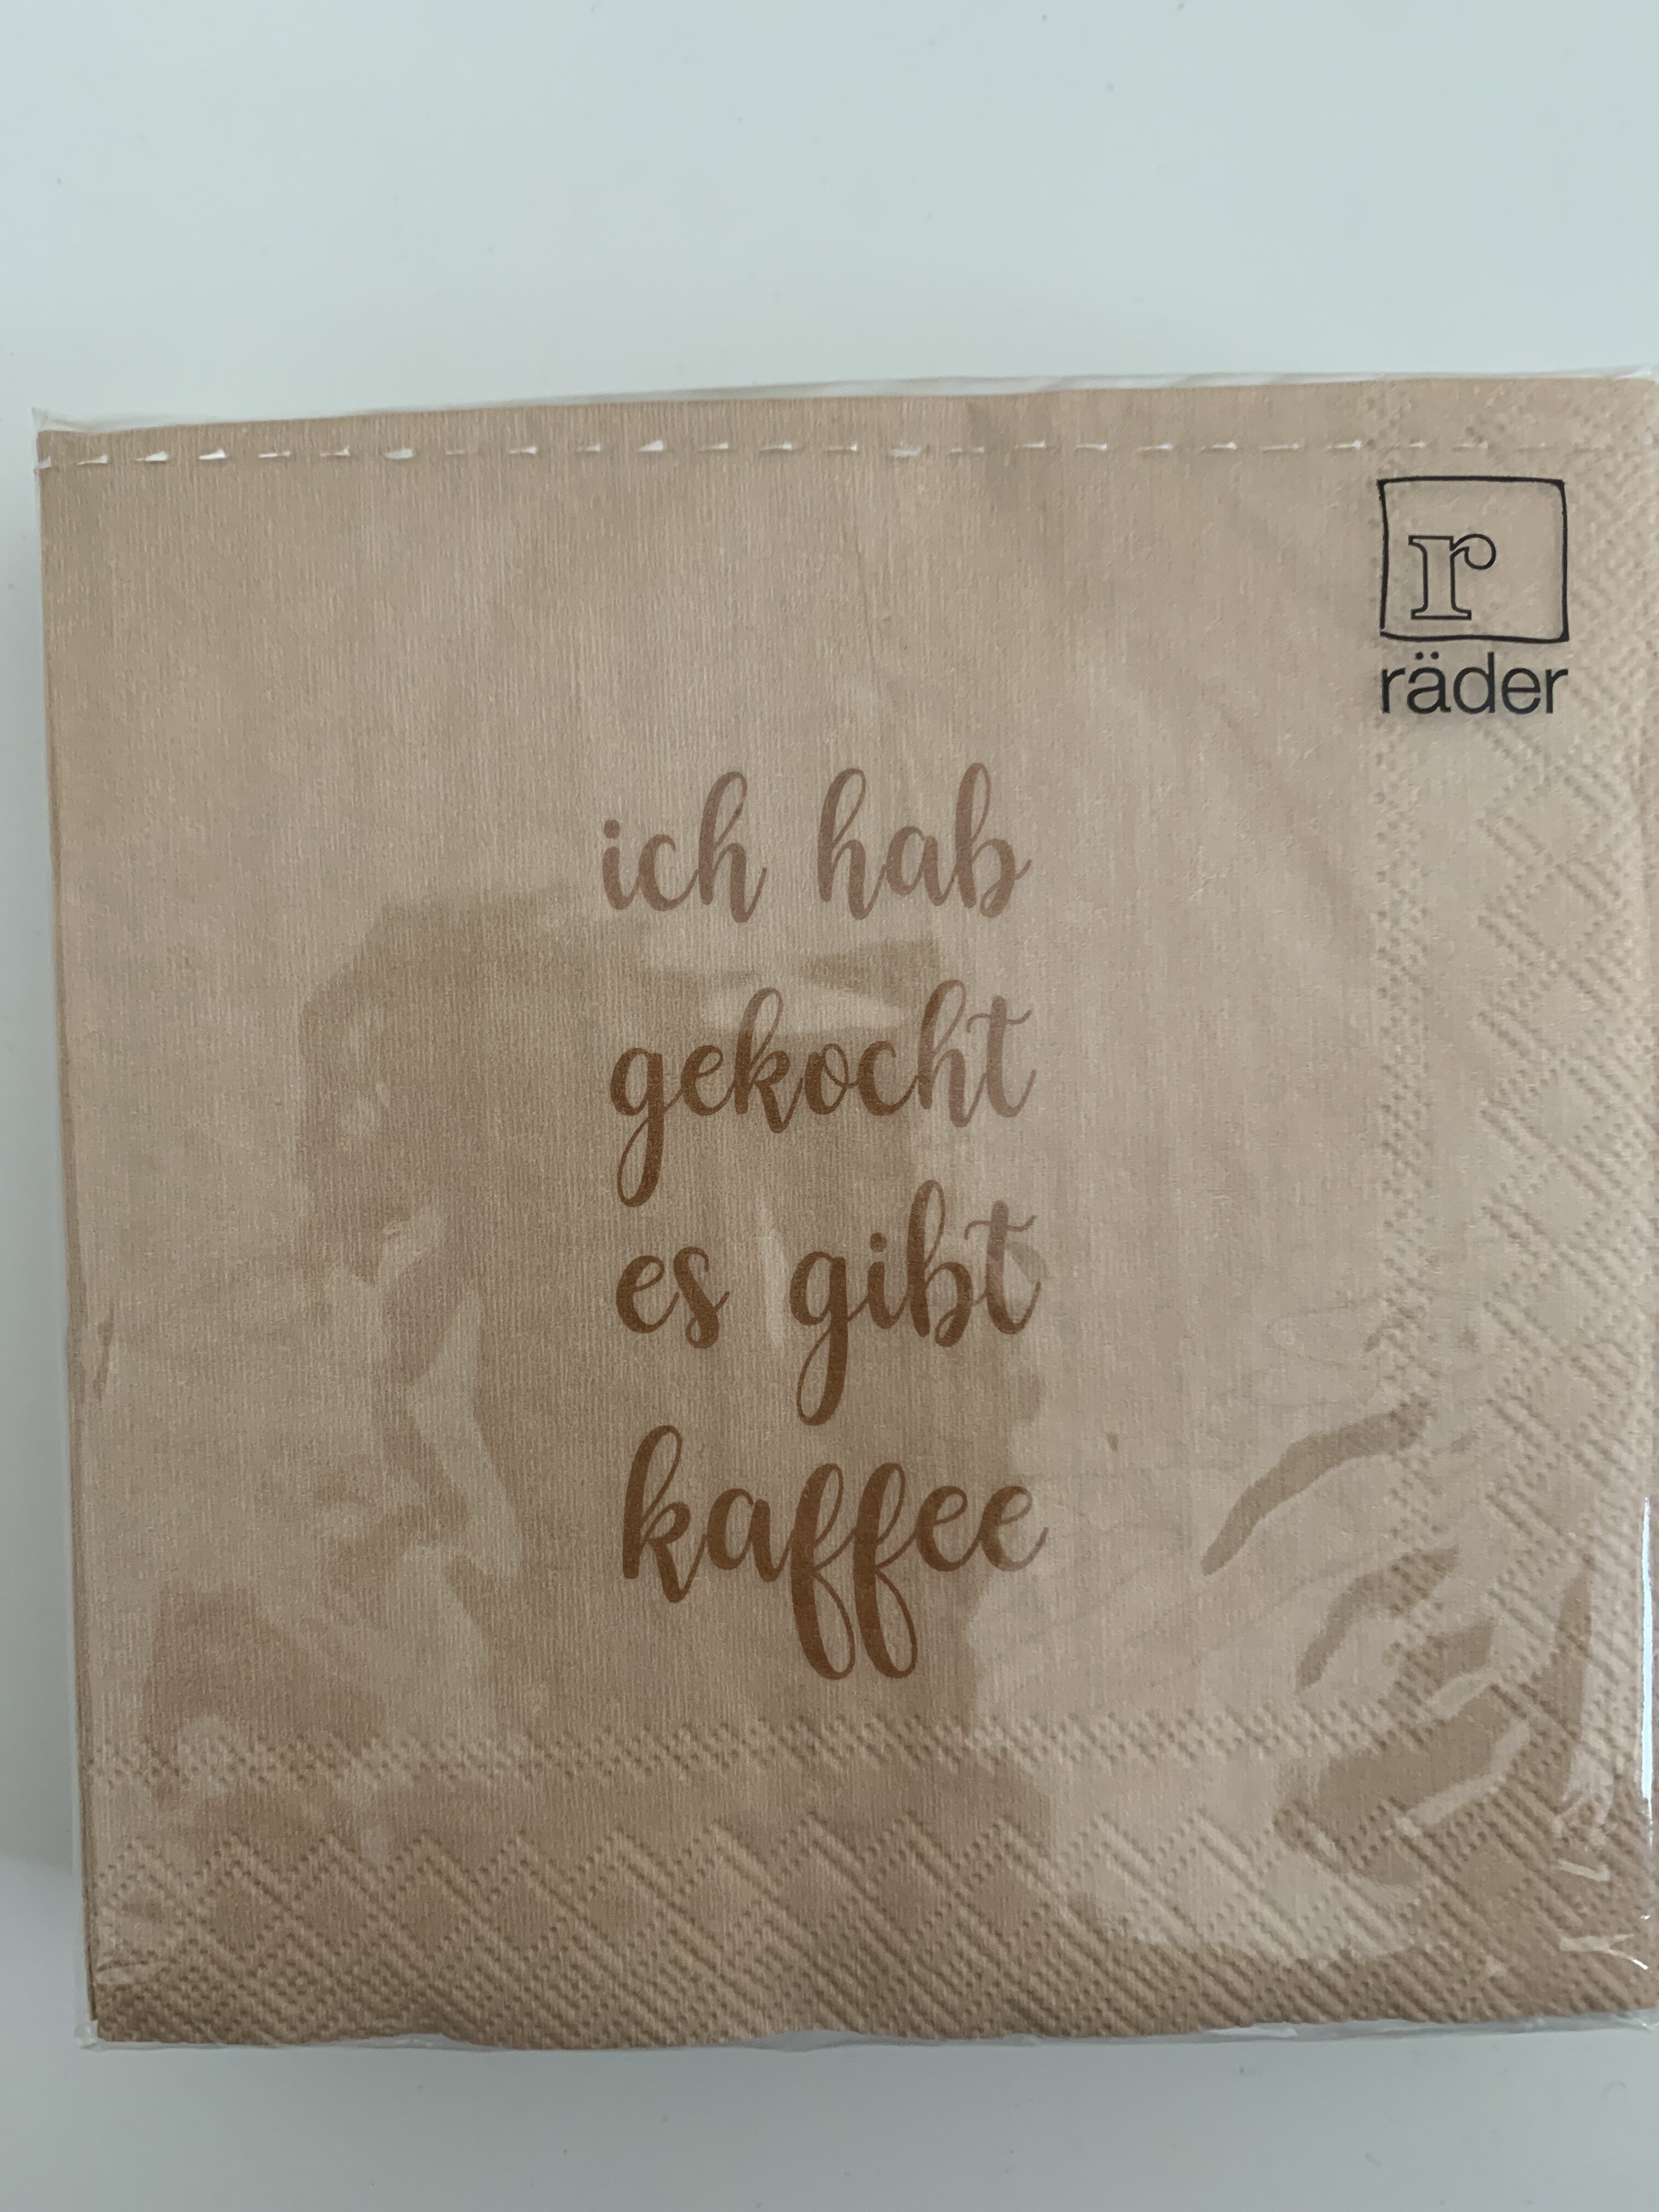 r
räder
ich hab
gekocht
es gibt
kaffee